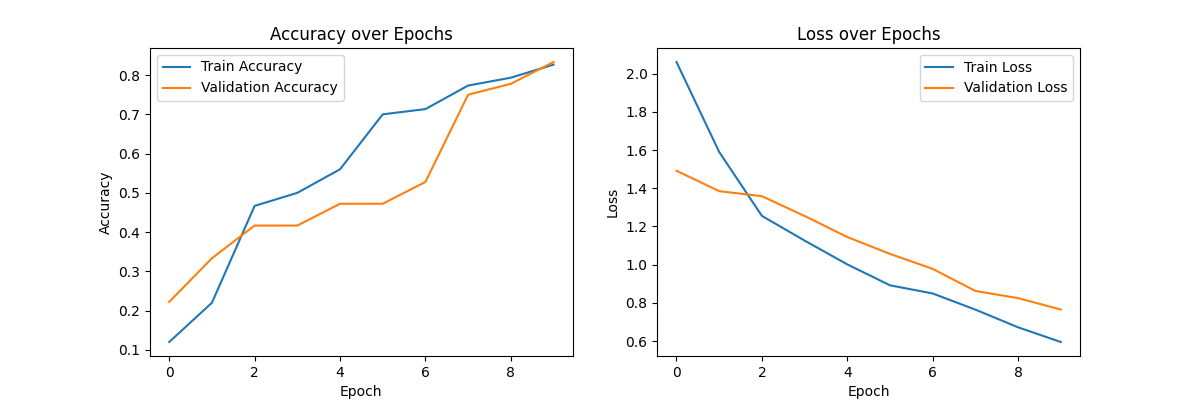 Accuracy over Epochs
Train Accuracy
Validation Accuracy
Accuracy
0.8
0.7
0.6
0.5
0.4
0.3
0.2
0.1
0 2 4 6 8
Epoch
Loss over Epochs
Train Loss
Validation Loss
Loss
2.0
1.8
1.6
1.4
1.2
1.0
0.8
0.6
0 2 4 6 8
Epoch